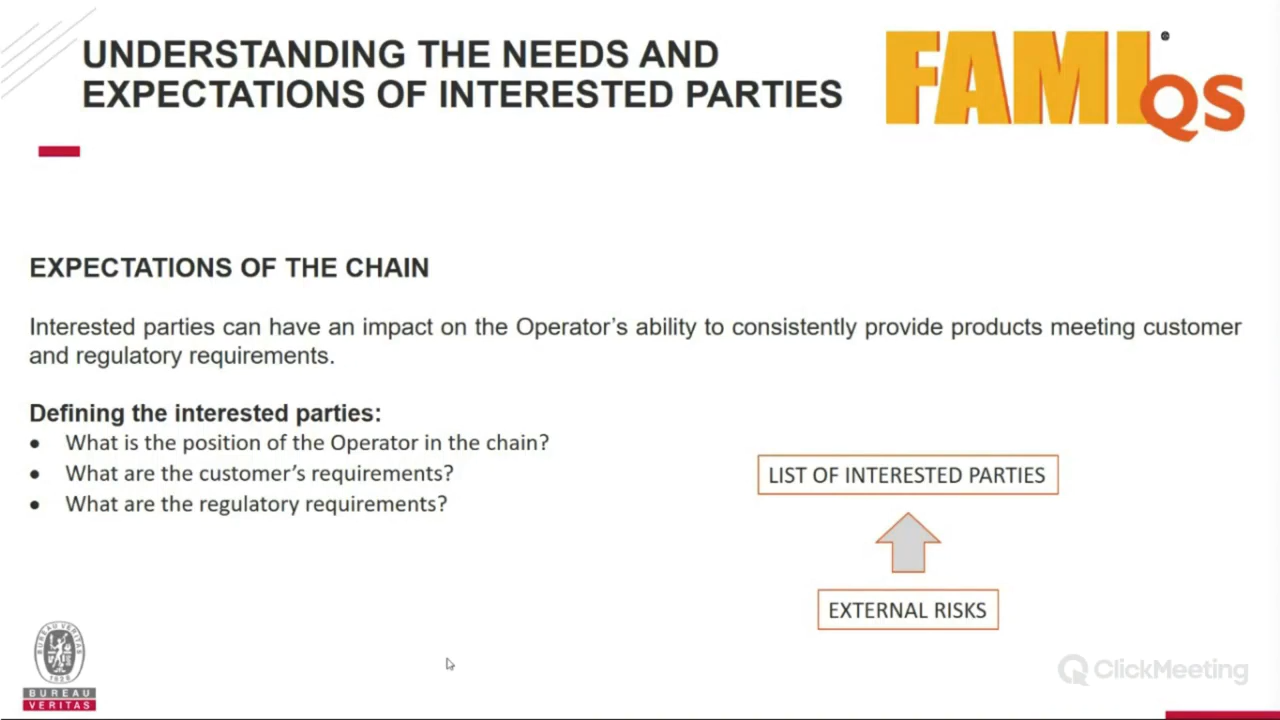 UNDERSTANDING THE NEEDS AND
EXPECTATIONS OF INTERESTED PARTIES
FAMI
QS
EXPECTATIONS OF THE CHAIN
Interested parties can have an impact on the Operator’s ability to consistently provide products meeting customer
and regulatory requirements.
Defining the interested parties:
• What is the position of the Operator in the chain?
• What are the customer’s requirements?
• What are the regulatory requirements?
LIST OF INTERESTED PARTIES
EXTERNAL RISKS
BUREAU VERITAS
1828
BUREAU
VERITAS
ClickMeeting